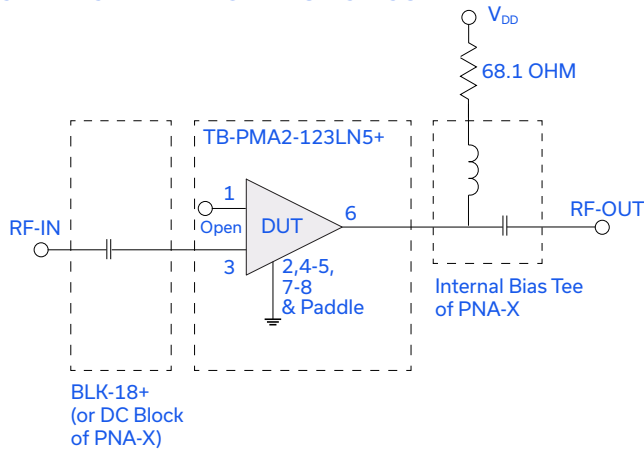 V_DD
68.1 OHM
TB-PMA2-123LN5+
1
Open
DUT
6
RF-IN
RF-OUT
3
2,4-5,
7-8
& Paddle
Internal Bias Tee
of PNA-X
BLK-18+
(or DC Block
of PNA-X)